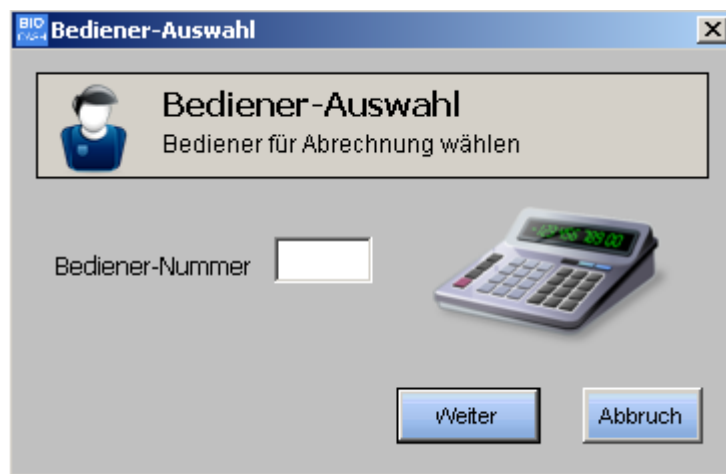 BIO
CASH
Bediener-Auswahl
Bediener-Auswahl
Bediener für Abrechnung wählen
Bediener-Nummer
Weiter
Abbruch